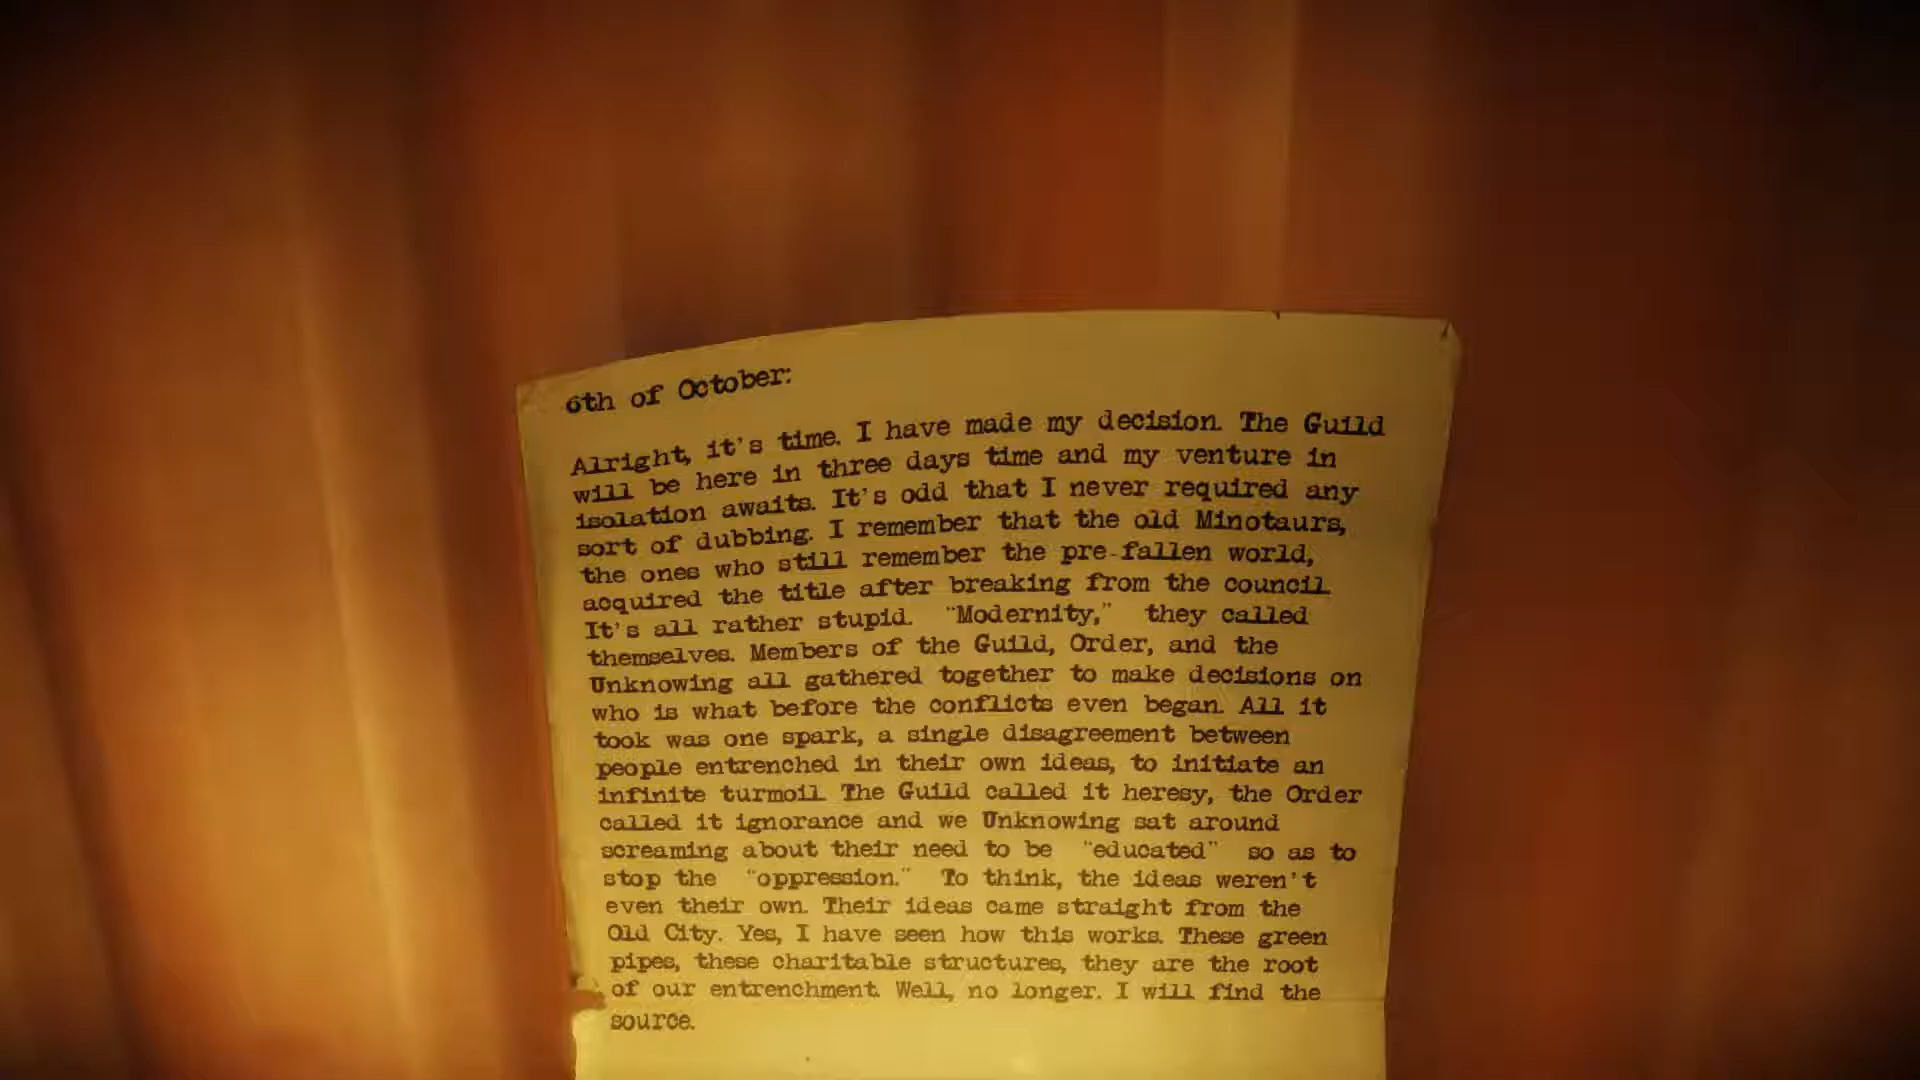 6th of October:
Alright, it's time. I have made my decision. The Guild
will be here in three days time and my venture in
isolation awaits. It's odd that I never required any
sort of dubbing. I remember that the old Minotaurs,
the ones who still remember the pre-fallen world,
acquired the title after breaking from the council.
It's all rather stupid. "Modernity," they called
themselves. Members of the Guild, Order, and the
Unknowing all gathered together to make decisions on
who is what before the conflicts even began. All it
took was one spark, a single disagreement between
people entrenched in their own ideas, to initiate an
infinite turmoil. The Guild called it heresy, the Order
called it ignorance and we Unknowing sat around
screaming about their need to be "educated" so as to
stop the "oppression." To think, the ideas weren't
even their own. Their ideas came straight from the
Old City. Yes, I have seen how this works. These green
pipes, these charitable structures, they are the root
of our entrenchment. Well, no longer. I will find the
source.